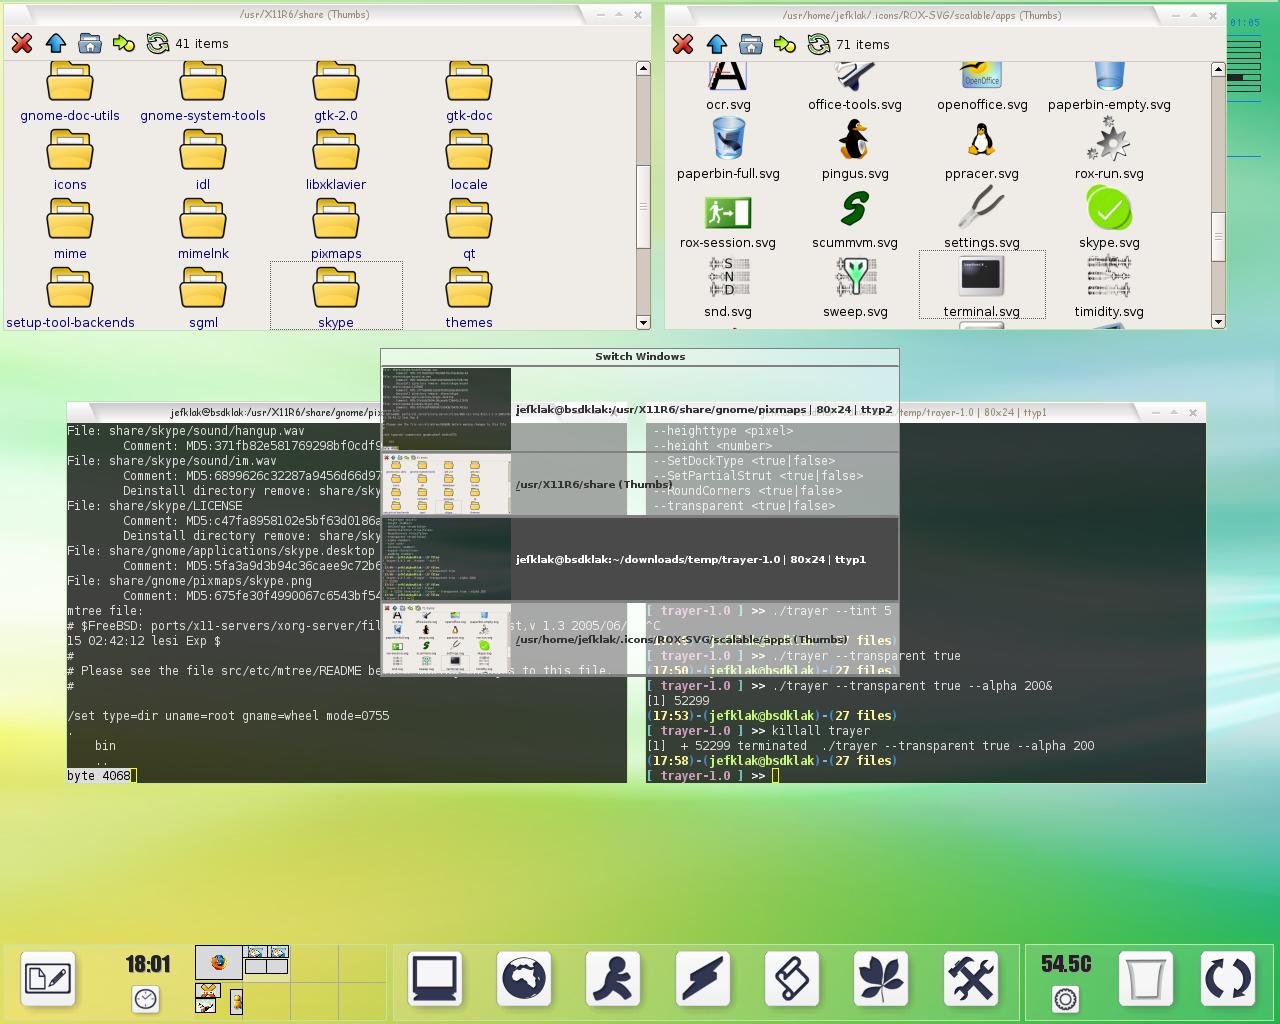 /usr/X11R6/share (Thumbs)
41 items
gnome-doc-utils
gnome-system-tools
gtk-2.0
gtk-doc
icons
idl
libxklavier
locale
mime
mimelnk
pixmaps
qt
setup-tool-backends
sgml
skype
themes
/usr/home/jefklak/.icons/ROX-SVG/scalable/apps (Thumbs)
71 items
ocr.svg
office-tools.svg
openoffice.svg
paperbin-empty.svg
paperbin-full.svg
pingus.svg
ppracer.svg
rox-run.svg
rox-session.svg
scummvm.svg
settings.svg
skype.svg
snd.svg
sweep.svg
terminal.svg
timidity.svg
01:05
Switch Windows
jefklak@bsdklak:/usr/X11R6/share/gnome/pixmaps | 80x24 | ttyp2
/usr/X11R6/share (Thumbs)
jefklak@bsdklak:~/downloads/temp/trayer-1.0 | 80x24 | ttyp1
/usr/home/jefklak/.icons/ROX-SVG/scalable/apps (Thumbs)
jefklak@bsdklak:/usr/X11R6/share/gnome/pi
File: share/skype/sound/hangup.wav
Comment: MD5:371fb82e581769298bf0cdf9
File: share/skype/sound/im.wav
Comment: MD5:6899626c32287a9456d66d97
Deinstall directory remove: share/sky
File: share/skype/LICENSE
Comment: MD5:c47fa8958102e5bf63d0186a
Deinstall directory remove: share/sky
File: share/gnome/applications/skype.desktop
Comment: MD5:5fa3a9d3b94c36caee9c72b6
File: share/gnome/pixmaps/skype.png
Comment: MD5:675fe30f4990067c6543bf54
mtree file:
# $FreeBSD: ports/x11-servers/xorg-server/fil st,v 1.3 2005/06/
15 02:42:12 lesi Exp $
#
# Please see the file src/etc/mtree/README be to this file.
#
/set type=dir uname=root gname=wheel mode=0755
.
bin
..
byte 4068
/temp/trayer-1.0 | 80x24 | ttyp1
--heighttype <pixel>
--height <number>
--SetDockType <true|false>
--SetPartialStrut <true|false>
--RoundCorners <true|false>
--transparent <true|false>
[ trayer-1.0 ] >> ./trayer --tint 5
^C
files)
[ trayer-1.0 ] >> ./trayer --transparent true
(17:50)-(jefklak@bsdklak)-(27 files)
[ trayer-1.0 ] >> ./trayer --transparent true --alpha 200&
[1] 52299
(17:53)-(jefklak@bsdklak)-(27 files)
[ trayer-1.0 ] >> killall trayer
[1]  + 52299 terminated  ./trayer --transparent true --alpha 200
(17:58)-(jefklak@bsdklak)-(27 files)
[ trayer-1.0 ] >>
18:01
54.5C